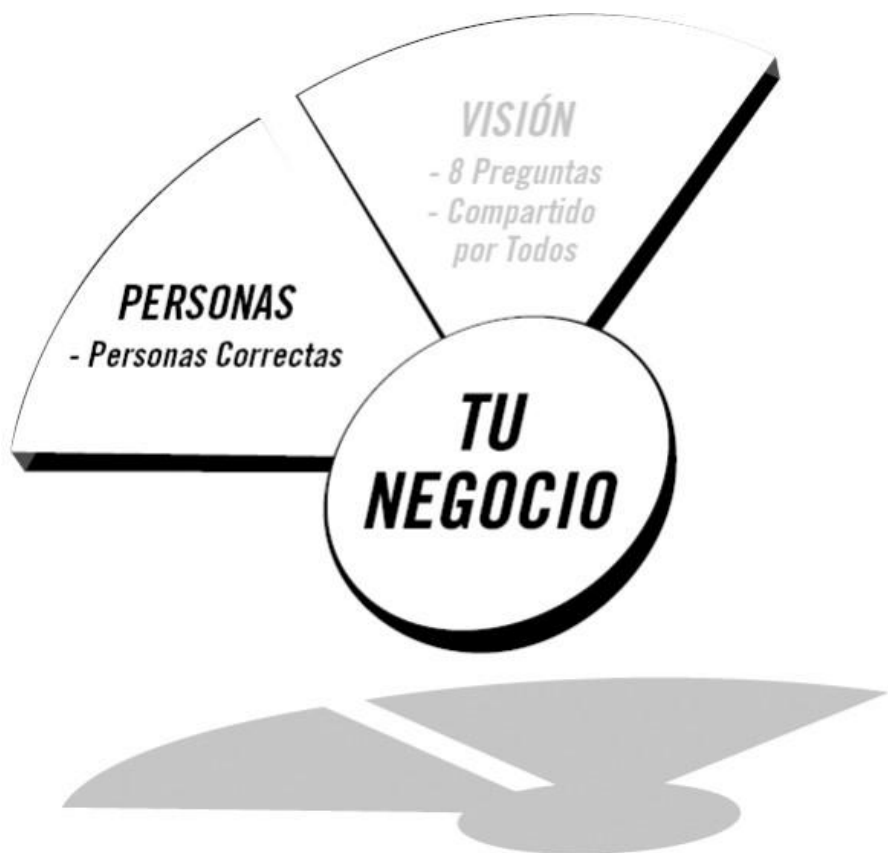 VISIÓN
- 8 Preguntas
- Compartido
por Todos
PERSONAS
- Personas Correctas
TU
NEGOCIO